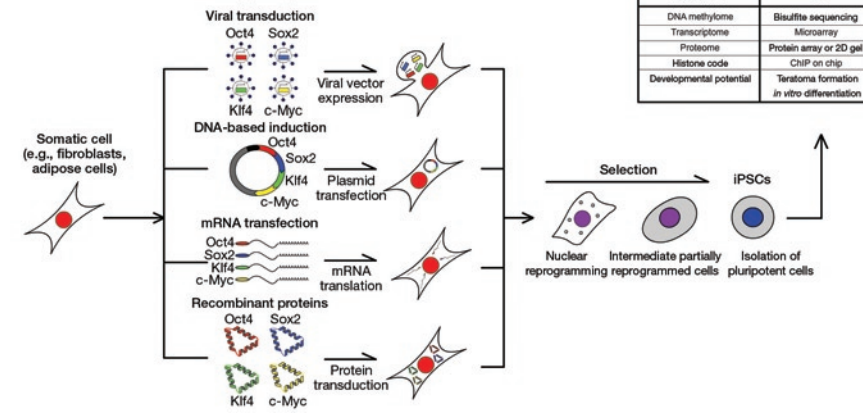 Viral transduction
Oct4 Sox2
Klf4 c-Myc
Viral vector
expression
DNA-based induction
Oct4
Sox2
Klf4
c-Myc
Plasmid
transfection
Somatic cell
(e.g., fibroblasts,
adipose cells)
mRNA transfection
Oct4
Sox2
Klf4
c-Myc
mRNA
translation
Recombinant proteins
Oct4 Sox2
Klf4 c-Myc
Protein
transduction
Selection
iPSCs
Nuclear
reprogramming
Intermediate partially
reprogrammed cells
Isolation of
pluripotent cells
DNA methylome Bisulfite sequencing
Transcriptome Microarray
Proteome Protein array or 2D gel
Histone code ChIP on chip
Developmental potential Teratoma formation
in vitro differentiation